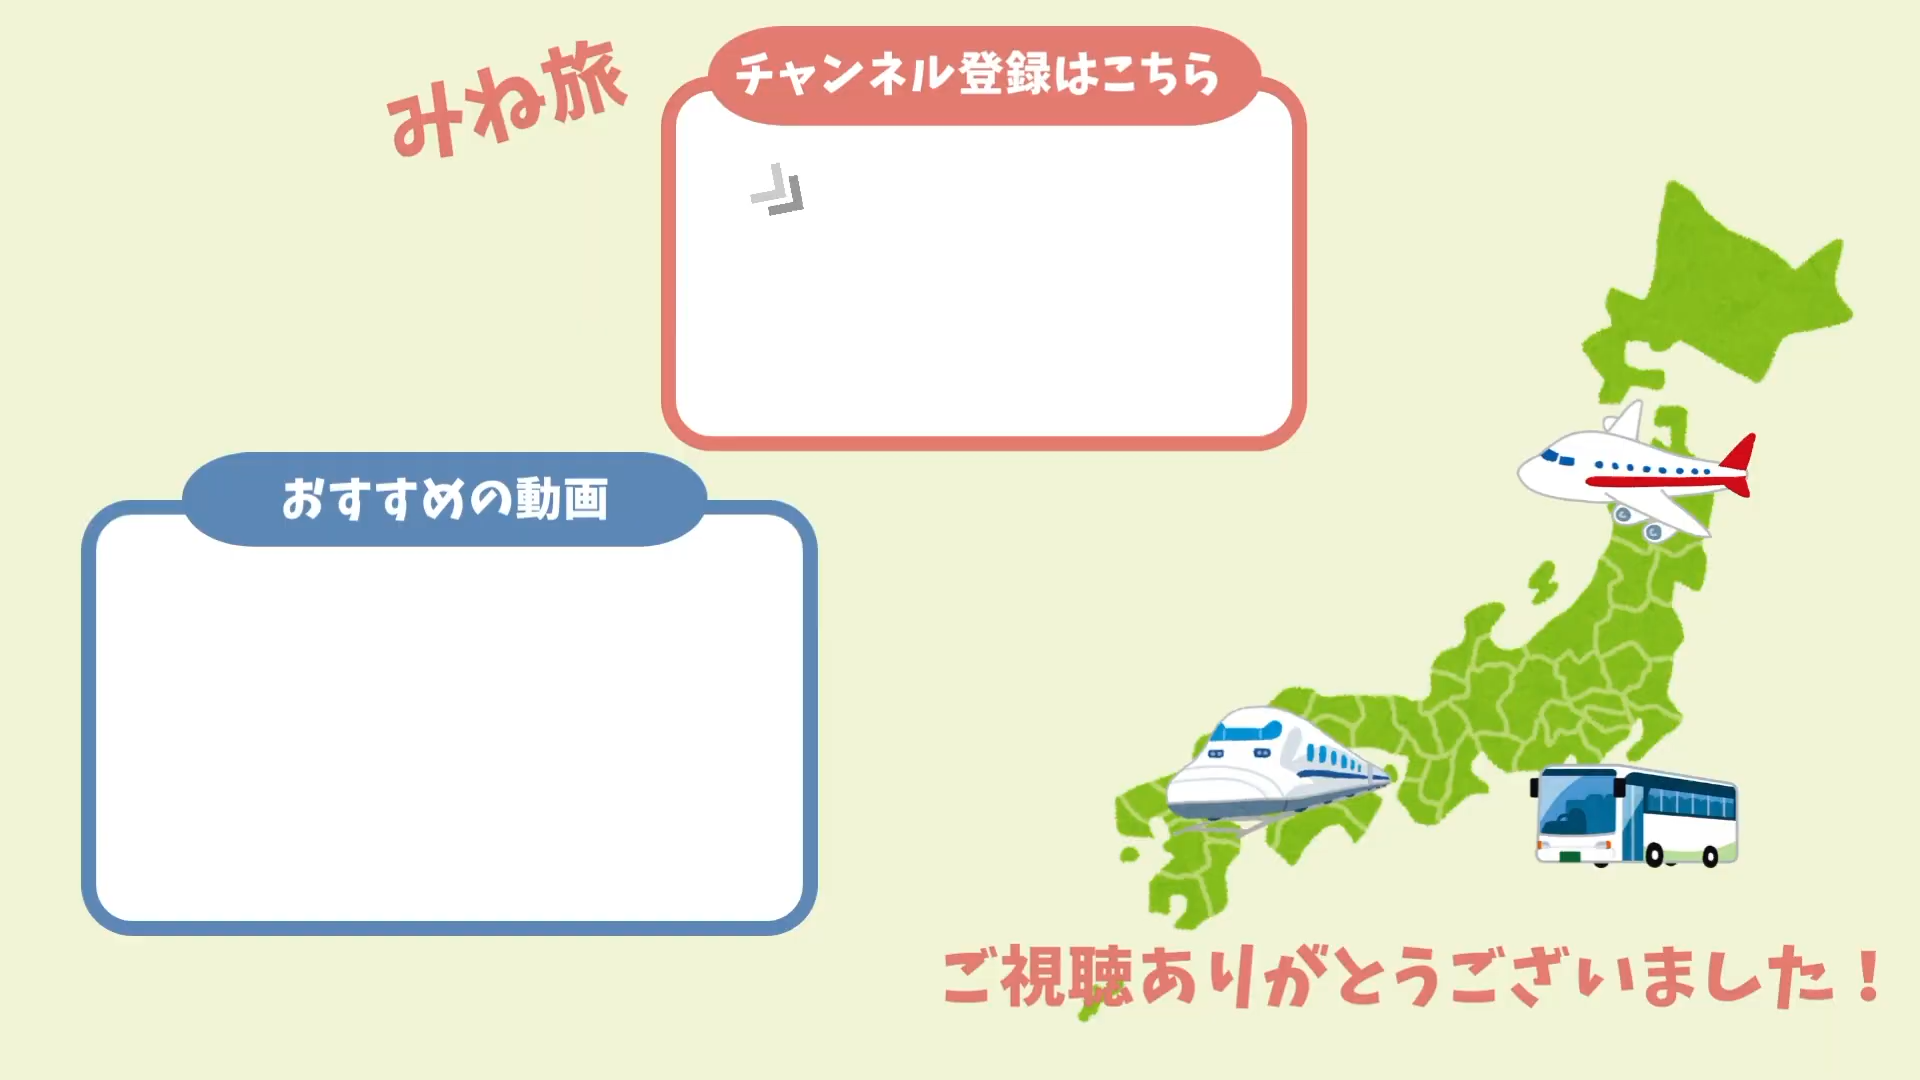 みね旅
チャンネル登録はこちら
おすすめの動画
ご視聴ありがとうございました！